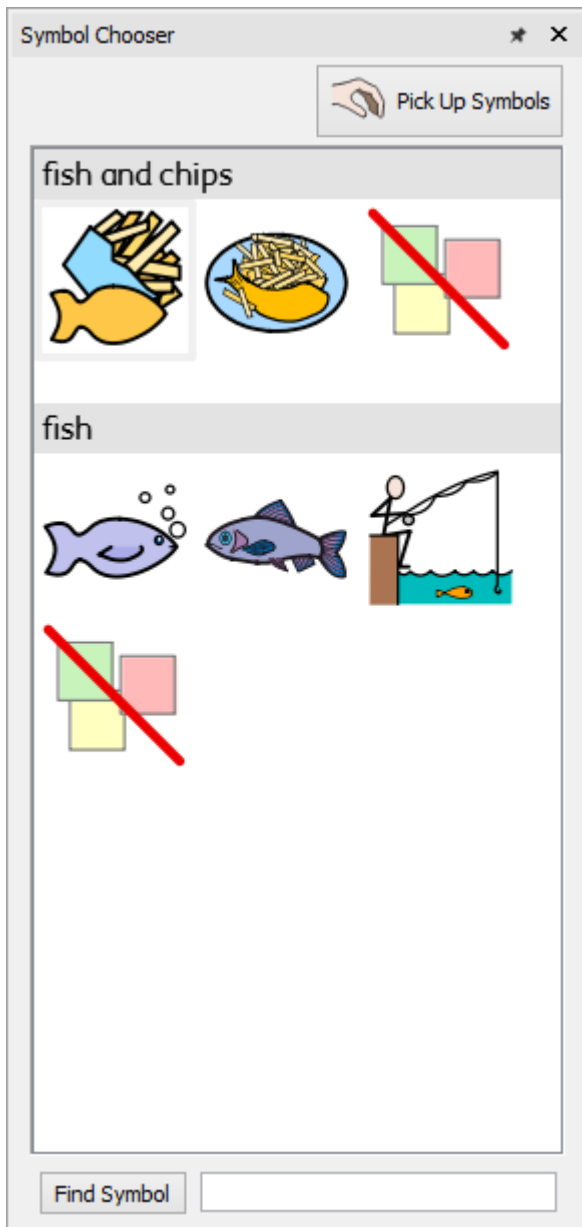 Symbol Chooser
Pick Up Symbols
fish and chips
fish
Find Symbol